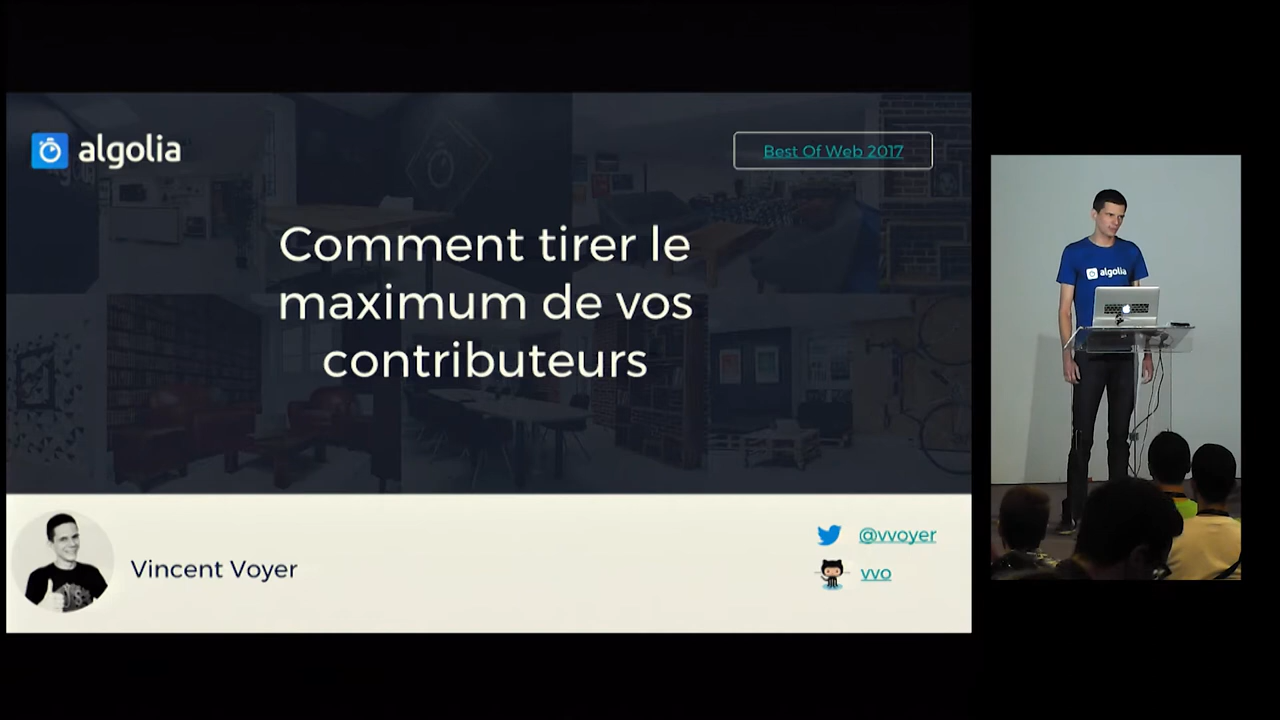 algolia
Best Of Web 2017
Comment tirer le
maximum de vos
contributeurs
Vincent Voyer
@vvoyer
vvo
algolia